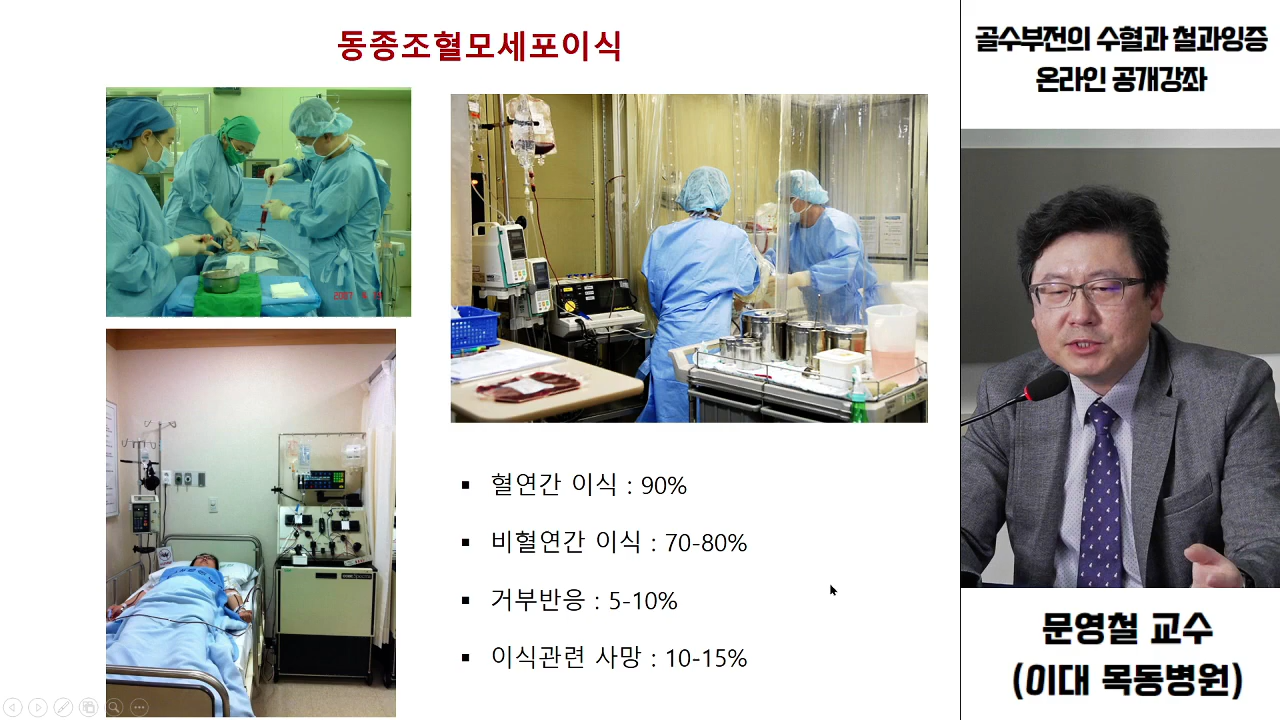 동종조혈모세포이식
혈연간 이식 : 90%
비혈연간 이식 : 70-80%
거부반응 : 5-10%
이식관련 사망 : 10-15%
골수부전의 수혈과 철과잉증
온라인 공개강좌
문영철 교수
(이대 목동병원)